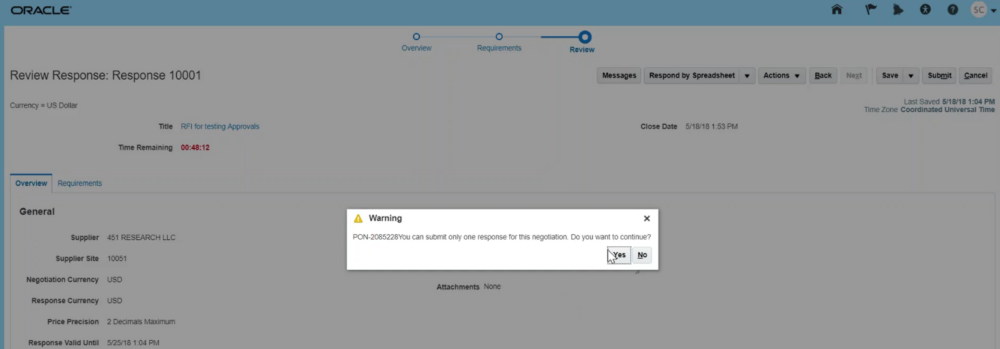 ORACLE
SC
Overview
Requirements
Review
Review Response: Response 10001
Messages
Respond by Spreadsheet
Actions
Back
Next
Save
Submit
Cancel
Currency = US Dollar
Last Saved 5/18/18 1:04 PM
Time Zone Coordinated Universal Time
Title RFI for testing Approvals
Close Date 5/18/18 1:53 PM
Time Remaining 00:48:12
Overview
Requirements
General
Warning
PON-2085228You can submit only one response for this negotiation. Do you want to continue?
Yes
No
Supplier 451 RESEARCH LLC
Supplier Site 10051
Negotiation Currency USD
Attachments None
Response Currency USD
Price Precision 2 Decimals Maximum
Response Valid Until 5/25/18 1:04 PM